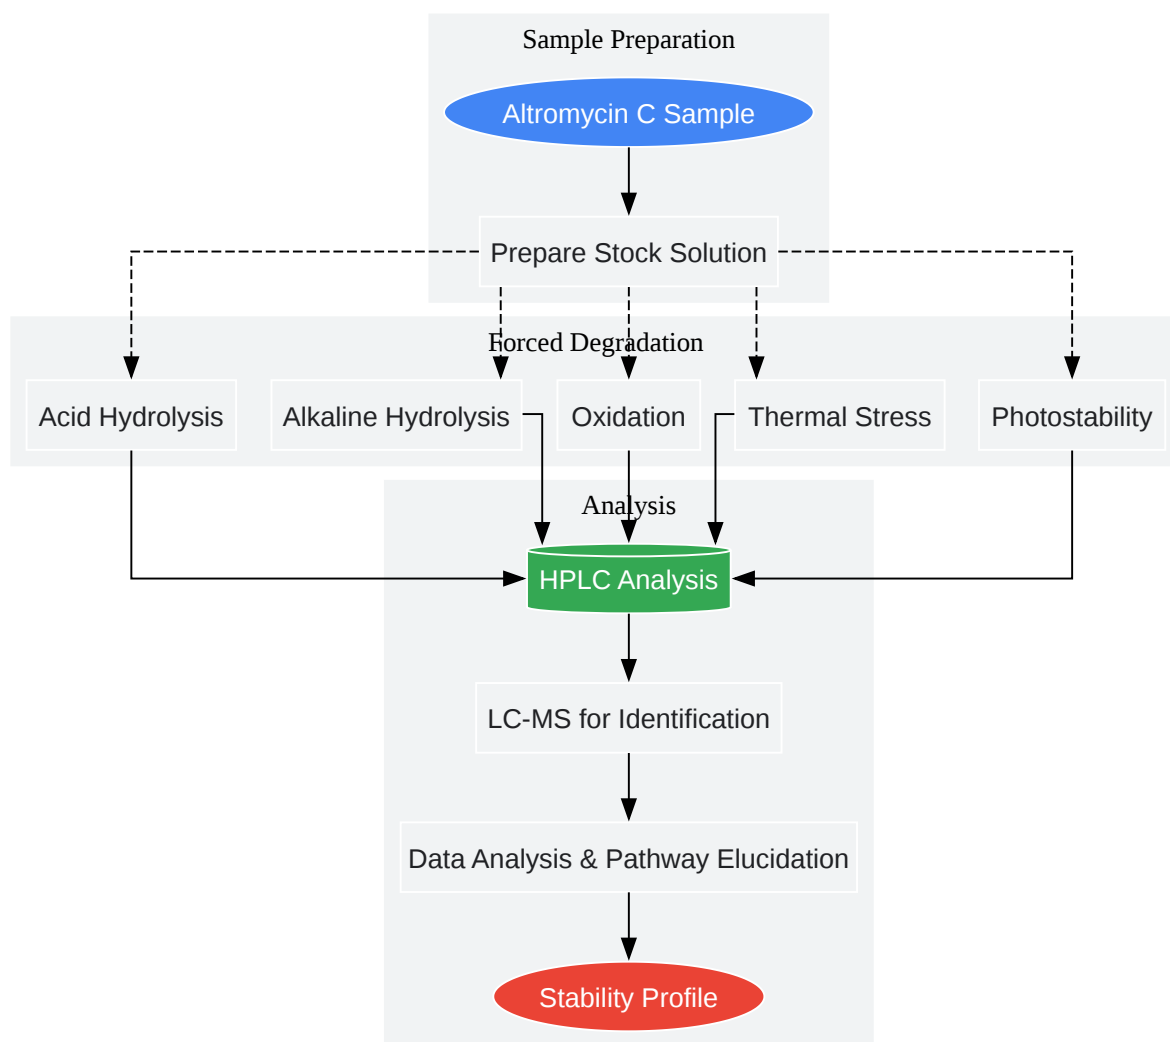 Sample Preparation
Altromycin C Sample
Prepare Stock Solution
Forced Degradation
Acid Hydrolysis
Alkaline Hydrolysis
Oxidation
Thermal Stress
Photostability
Analysis
HPLC Analysis
LC-MS for Identification
Data Analysis & Pathway Elucidation
Stability Profile